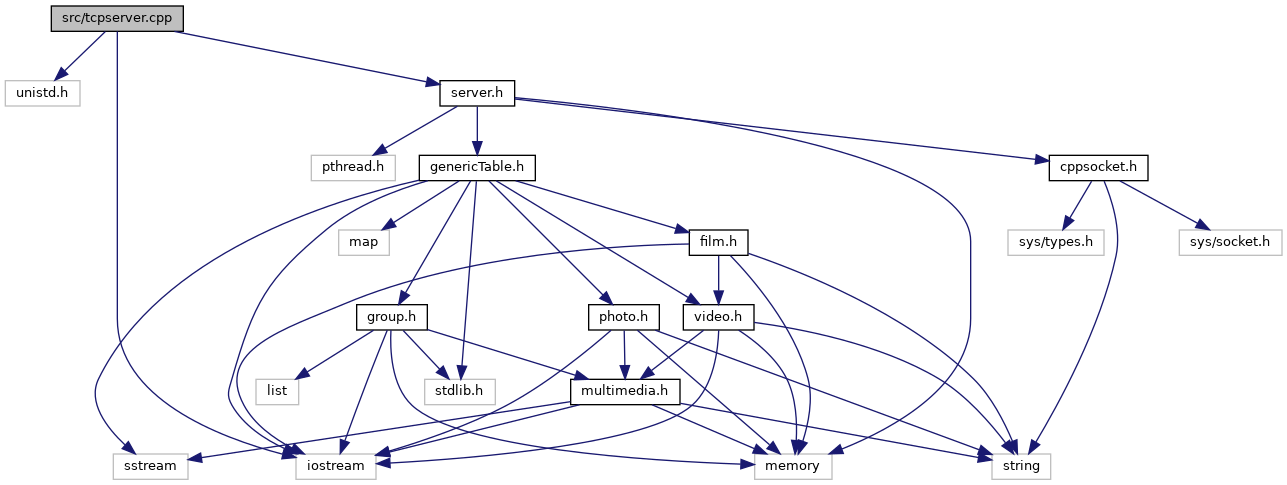 src/tcpserver.cpp
unistd.h
server.h
pthread.h
genericTable.h
cppsocket.h
map
film.h
sys/types.h
sys/socket.h
group.h
photo.h
video.h
list
stdlib.h
multimedia.h
sstream
iostream
memory
string